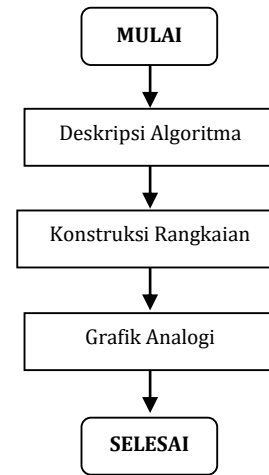 MULAI
Deskripsi Algoritma
Konstruksi Rangkaian
Grafik Analogi
SELESAI